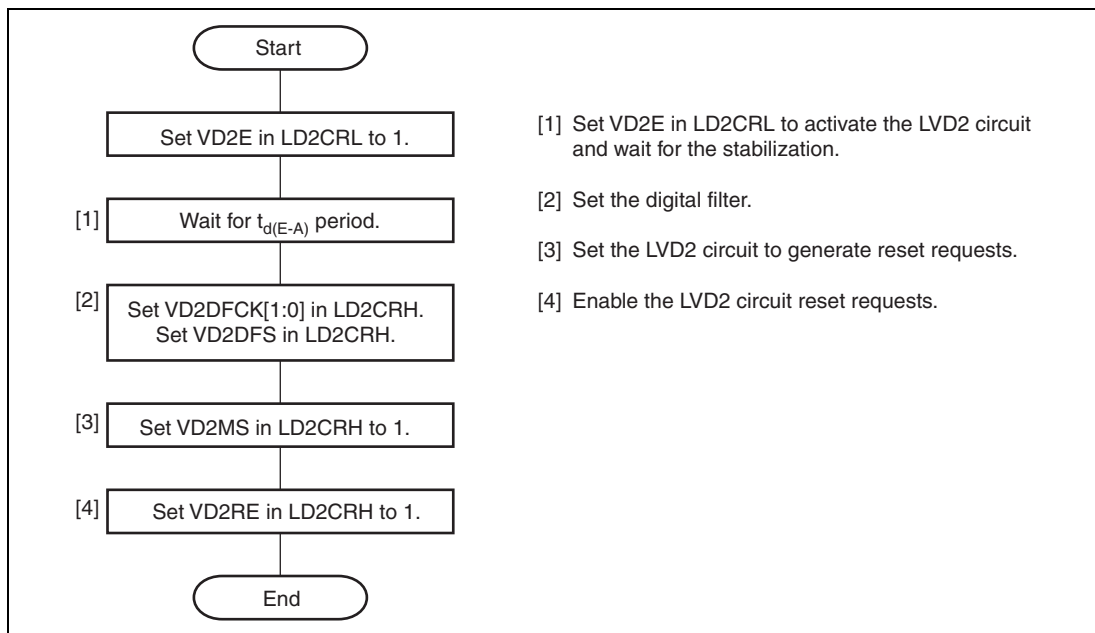 Start
Set VD2E in LD2CRL to 1.
[1] Wait for td(E-A) period.
[2] Set VD2DFCK[1:0] in LD2CRH.
Set VD2DFS in LD2CRH.
[3] Set VD2MS in LD2CRH to 1.
[4] Set VD2RE in LD2CRH to 1.
End
[1] Set VD2E in LD2CRL to activate the LVD2 circuit
and wait for the stabilization.
[2] Set the digital filter.
[3] Set the LVD2 circuit to generate reset requests.
[4] Enable the LVD2 circuit reset requests.